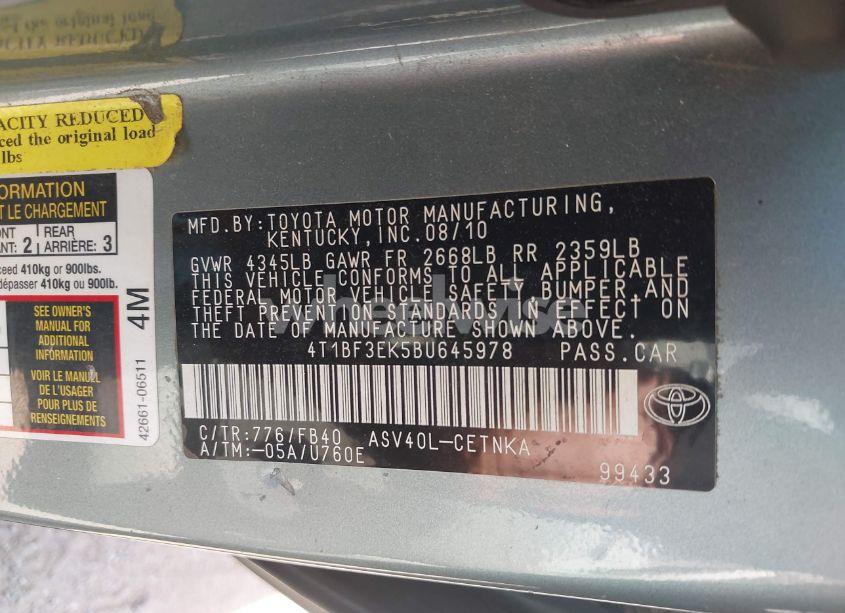 ACITY REDUCED
ced the original load
lbs
ORMATION
T LE CHARGEMENT
NT
ANT: 2
REAR
ARRIÈRE: 3
ceed 410kg or 900lbs.
dépasser 410kg ou 900lb.
SEE OWNER'S
MANUAL FOR
ADDITIONAL
INFORMATION
VOIR LE MANUEL
DE L'USAGER
POUR PLUS DE
RENSEIGNEMENTS
4M
42661-06511
MFD.BY:TOYOTA MOTOR MANUFACTURING,
KENTUCKY,INC.08/10
GVWR 4345LB GAWR FR 2668LB RR 2359LB
THIS VEHICLE CONFORMS TO ALL APPLICABLE
FEDERAL MOTOR VEHICLE SAFETY, BUMPER AND
THEFT PREVENTION STANDARDS IN EFFECT ON
THE DATE OF MANUFACTURE SHOWN ABOVE.
4T1BF3EK5BU645978 PASS.CAR
C/TR:776/FB40 ASV40L-CETNKA
A/TM:-05A/U760E
99433